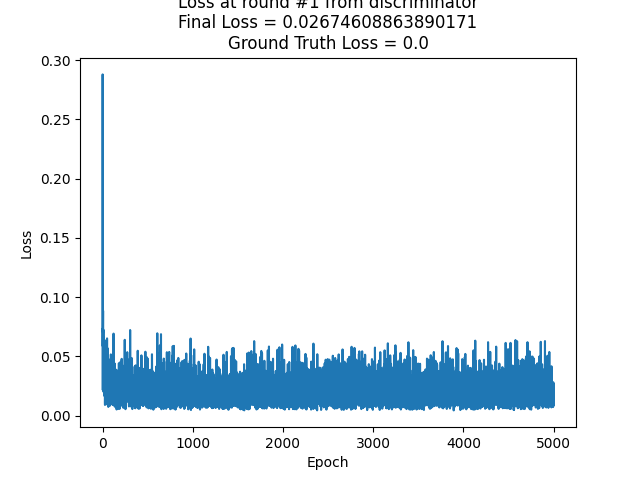 Loss at round #1 from discriminator
Final Loss = 0.02674608863890171
Ground Truth Loss = 0.0
0.30
0.25
0.20
0.15
0.10
0.05
0.00
Loss
0
1000
2000
3000
4000
5000
Epoch